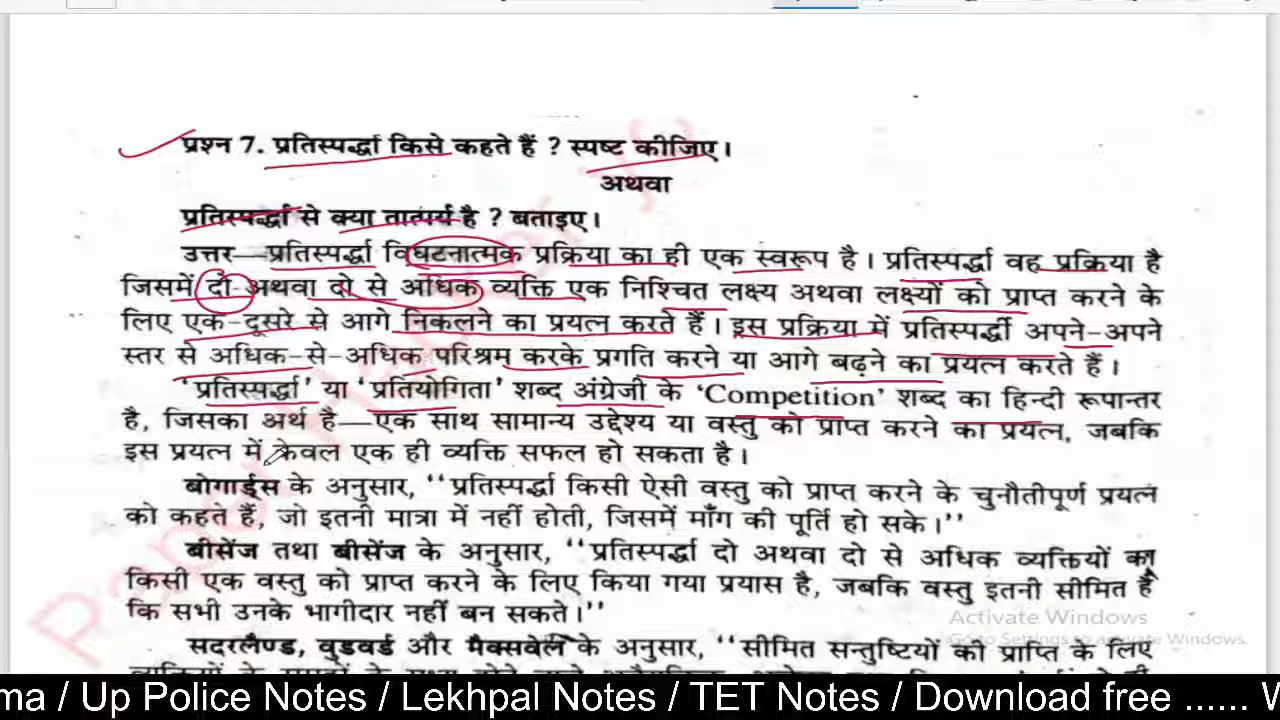 प्रश्न 7. प्रतिस्पर्द्धा किसे कहते हैं ? स्पष्ट कीजिए।
अथवा
प्रतिस्पर्द्धा से क्या तात्पर्य है ? बताइए।
उत्तर—प्रतिस्पर्द्धा विघटनात्मक प्रक्रिया का ही एक स्वरूप है। प्रतिस्पर्द्धा वह प्रक्रिया है
जिसमें दो अथवा दो से अधिक व्यक्ति एक निश्चित लक्ष्य अथवा लक्ष्यों को प्राप्त करने के
लिए एक-दूसरे से आगे निकलने का प्रयत्न करते हैं। इस प्रक्रिया में प्रतिस्पर्द्धी अपने-अपने
स्तर से अधिक-से-अधिक परिश्रम करके प्रगति करने या आगे बढ़ने का प्रयत्न करते हैं।
'प्रतिस्पर्द्धा' या 'प्रतियोगिता' शब्द अंग्रेजी के 'Competition' शब्द का हिन्दी रूपान्तर
है, जिसका अर्थ है—एक साथ सामान्य उद्देश्य या वस्तु को प्राप्त करने का प्रयत्न, जबकि
इस प्रयत्न में केवल एक ही व्यक्ति सफल हो सकता है।
बोगार्ड्स के अनुसार, ''प्रतिस्पर्द्धा किसी ऐसी वस्तु को प्राप्त करने के चुनौतीपूर्ण प्रयत्न
को कहते हैं, जो इतनी मात्रा में नहीं होती, जिसमें माँग की पूर्ति हो सके।''
बीसेंज तथा बीसेंज के अनुसार, ''प्रतिस्पर्द्धा दो अथवा दो से अधिक व्यक्तियों का
किसी एक वस्तु को प्राप्त करने के लिए किया गया प्रयास है, जबकि वस्तु इतनी सीमित है
कि सभी उनके भागीदार नहीं बन सकते।''
Activate Windows
Go to Settings to activate Windows.
सदरलैण्ड, वुडवर्ड और मैक्सवेल के अनुसार, ''सीमित सन्तुष्टियों की प्राप्ति के लिए
ma / Up Police Notes / Lekhpal Notes / TET Notes / Download free ...... W